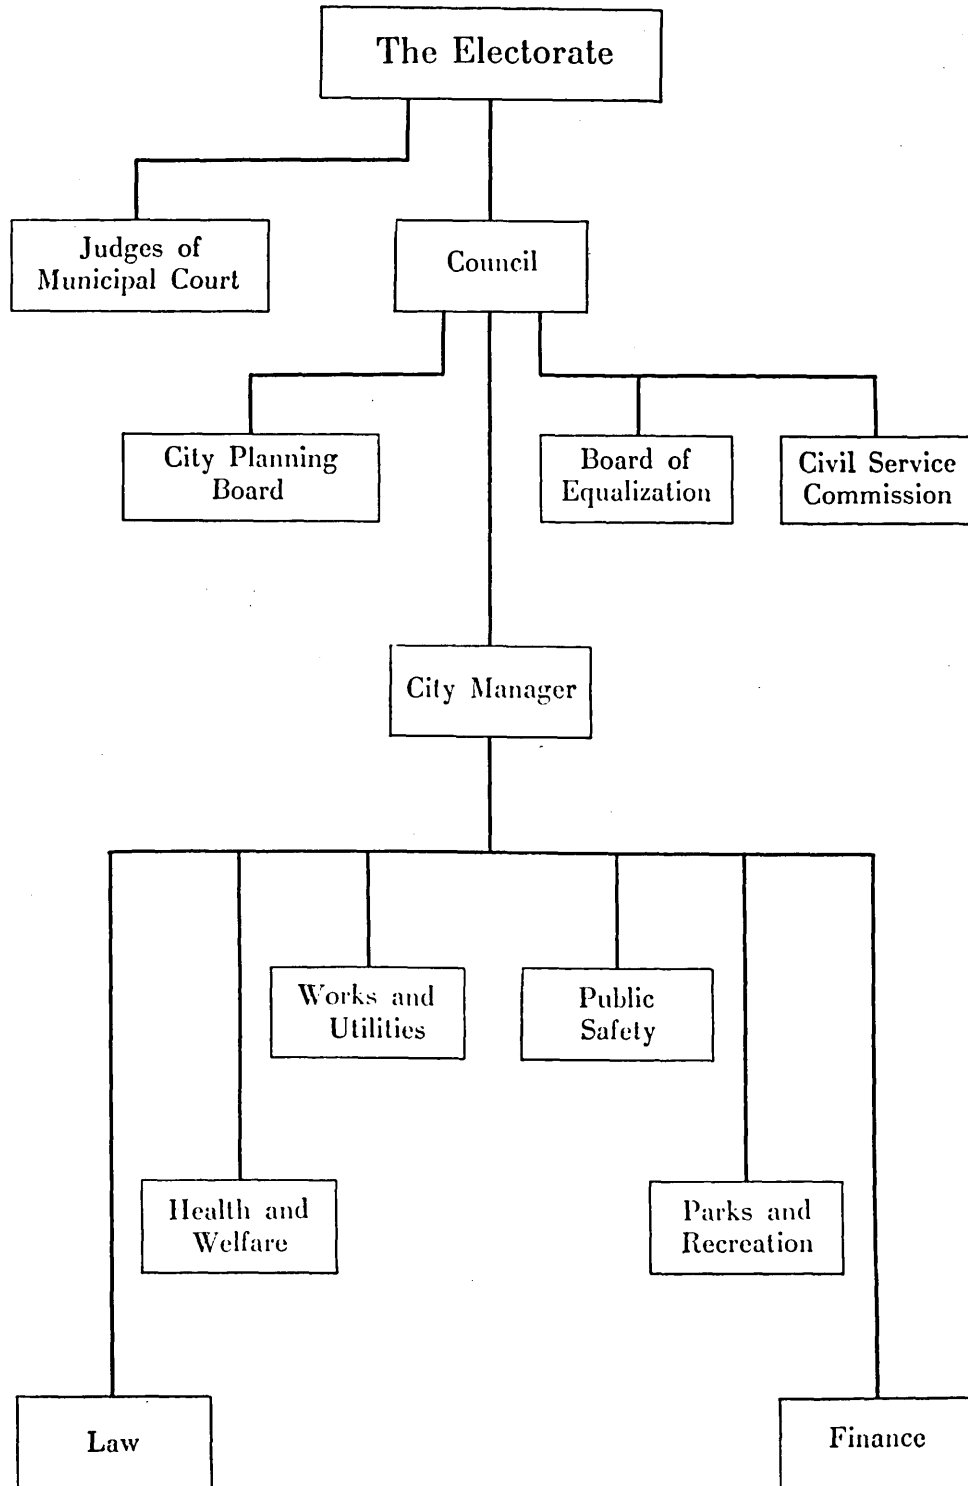 The Electorate
Judges of
Municipal Court
Council
City Planning
Board
Board of
Equalization
Civil Service
Commission
City Manager
Works and
Utilities
Public
Safety
Health and
Welfare
Parks and
Recreation
Law
Finance